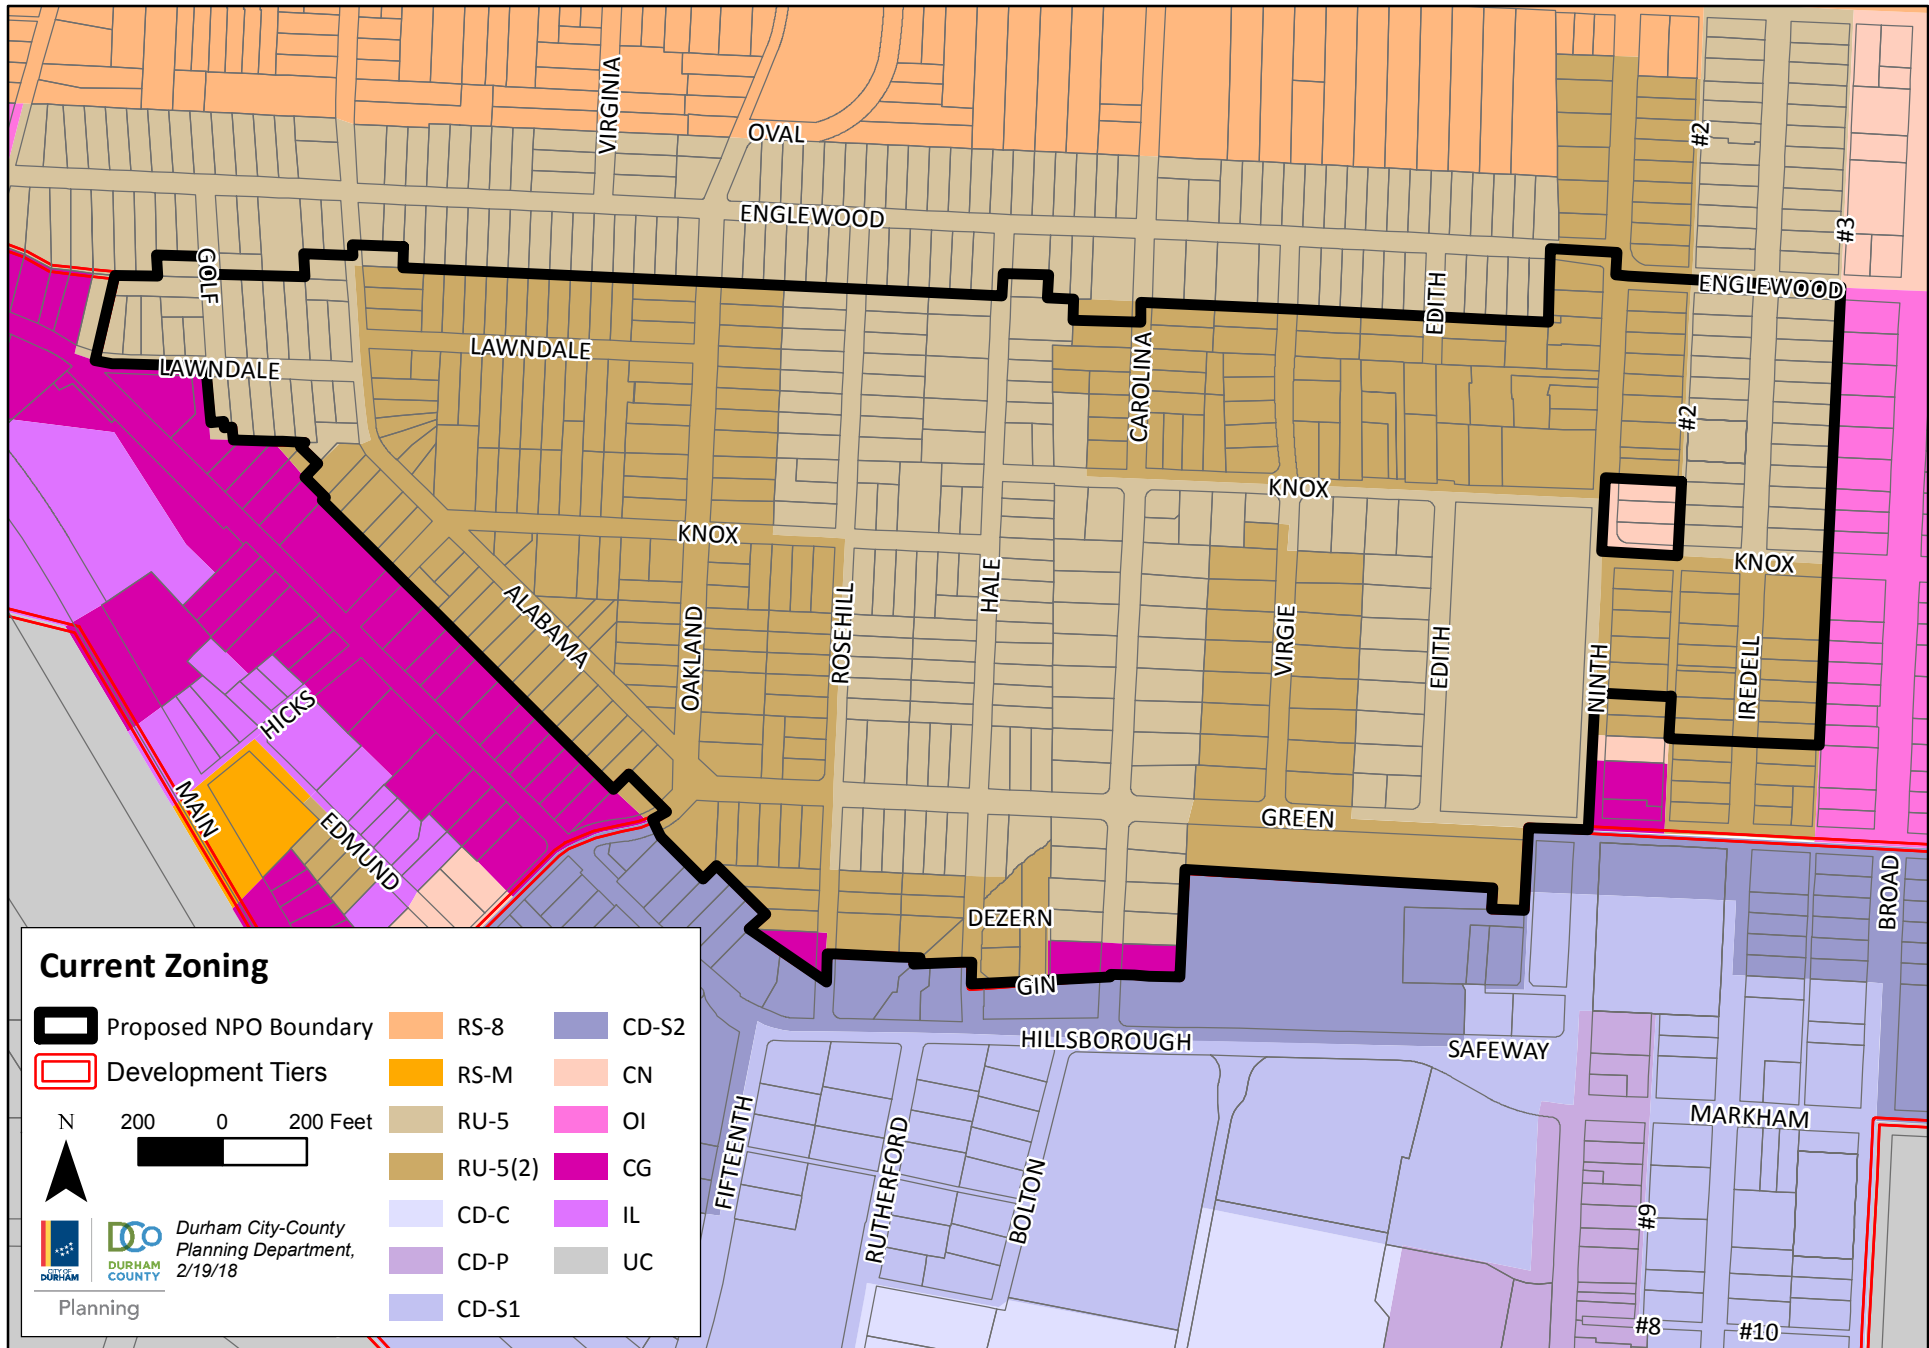 VIRGINIA
OVAL
#2
ENGLEWOOD
#3
GOLF
EDITH
ENGLEWOOD
LAWNDALE
LAWNDALE
CAROLINA
#2
KNOX
KNOX
KNOX
ALABAMA
OAKLAND
ROSEHILL
HALE
VIRGIE
EDITH
NINTH
IREDELL
HICKS
MAIN
EDMUND
GREEN
BROAD
DEZERN
GIN
HILLSBOROUGH
SAFEWAY
MARKHAM
FIFTEENTH
RUTHERFORD
BOLTON
#9
#8
#10
Current Zoning
Proposed NPO Boundary
Development Tiers
N
200 0 200 Feet
CITY OF
DURHAM
DCO
DURHAM
COUNTY
Planning
Durham City-County
Planning Department,
2/19/18
RS-8
RS-M
RU-5
RU-5(2)
CD-C
CD-P
CD-S1
CD-S2
CN
OI
CG
IL
UC